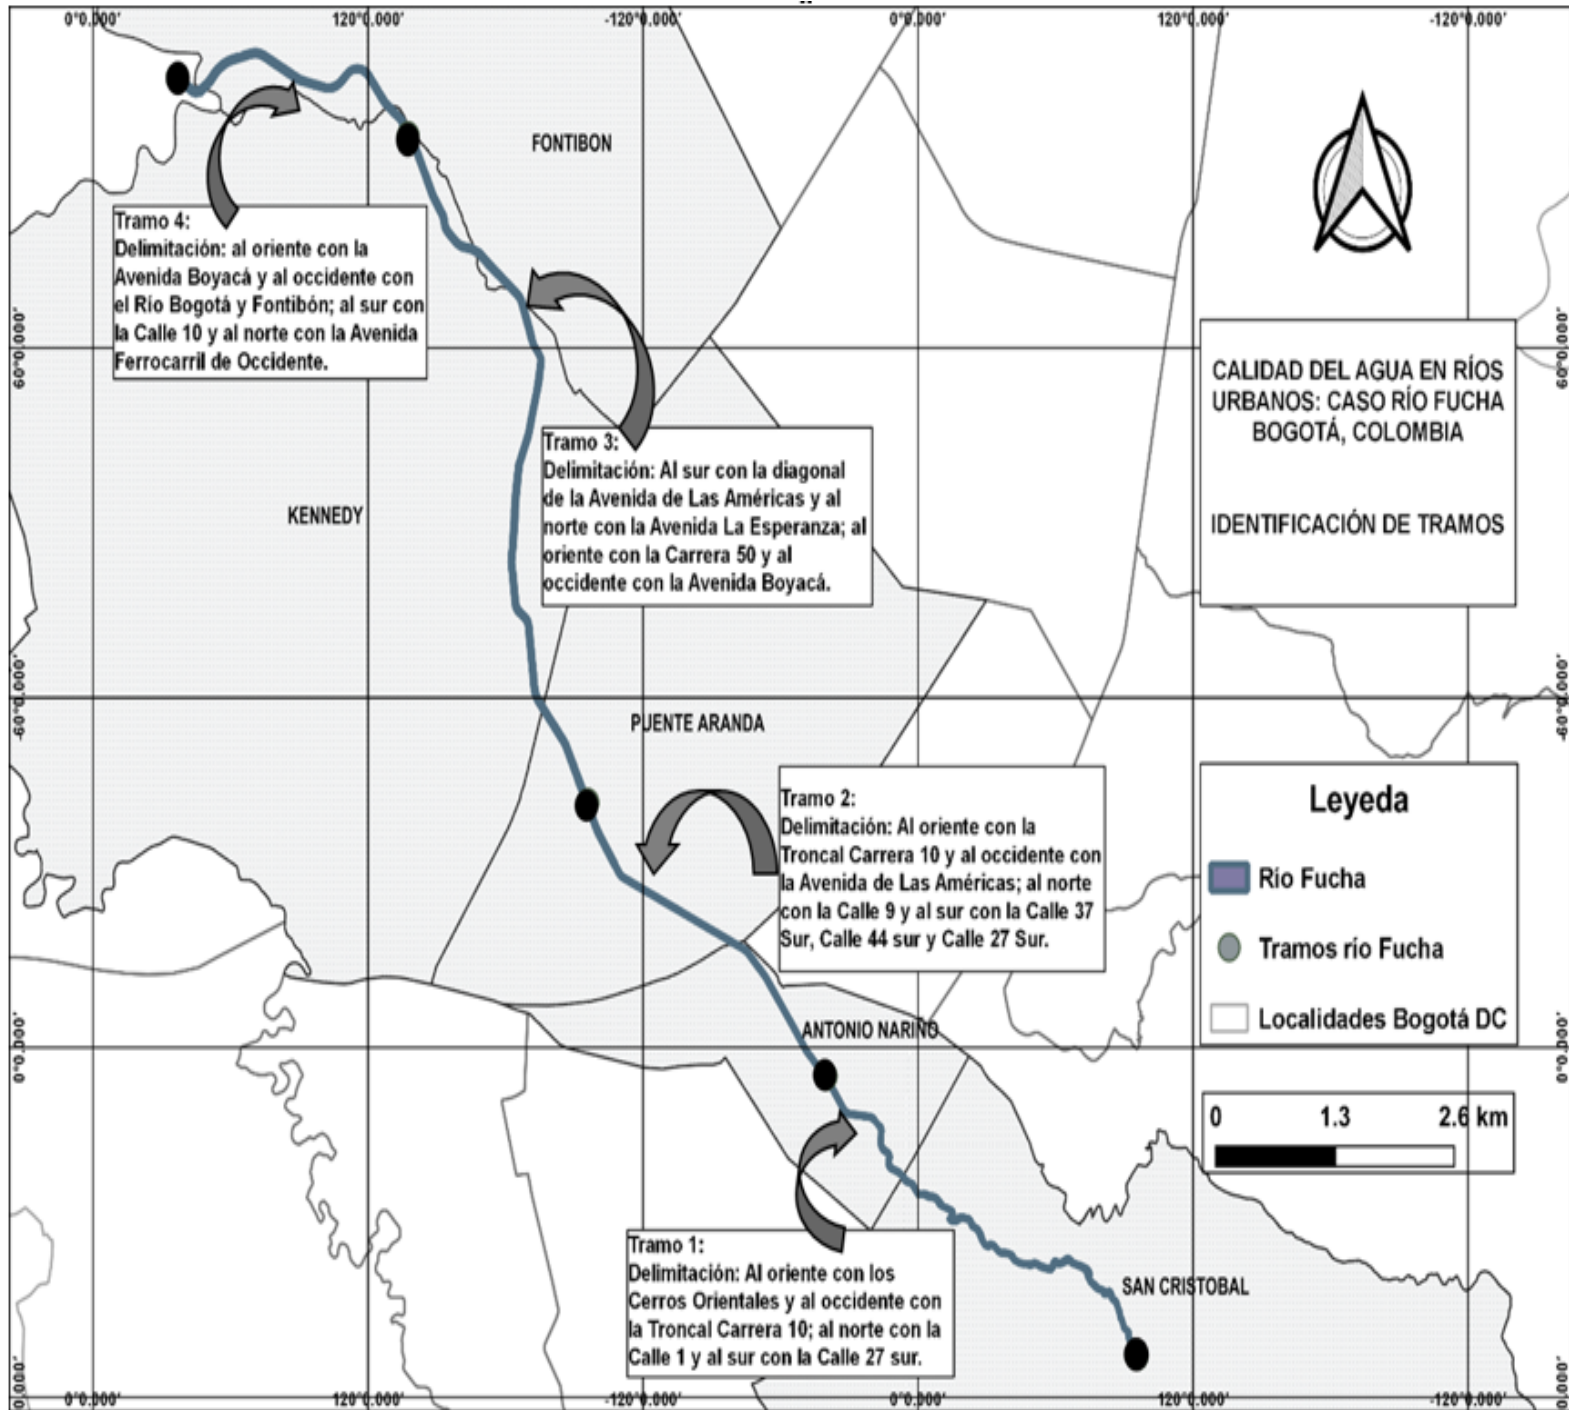 0°0.000'
120°0.000'
-120°0.000'
0°0.000'
120°0.000'
-120°0.000'
FONTIBON
Tramo 4:
Delimitación: al oriente con la
Avenida Boyacá y al occidente con
el Río Bogotá y Fontibón; al sur con
la Calle 10 y al norte con la Avenida
Ferrocarril de Occidente.
60°0.000'
60°0.000'
CALIDAD DEL AGUA EN RÍOS
URBANOS: CASO RÍO FUCHA
BOGOTÁ, COLOMBIA
IDENTIFICACIÓN DE TRAMOS
Tramo 3:
Delimitación: Al sur con la diagonal
de la Avenida de Las Américas y al
norte con la Avenida La Esperanza; al
oriente con la Carrera 50 y al
occidente con la Avenida Boyacá.
KENNEDY
-60°0.000'
-60°0.000'
PUENTE ARANDA
Tramo 2:
Delimitación: Al oriente con la
Troncal Carrera 10 y al occidente con
la Avenida de Las Américas; al norte
con la Calle 9 y al sur con la Calle 37
Sur, Calle 44 sur y Calle 27 Sur.
Leyeda
Río Fucha
Tramos río Fucha
Localidades Bogotá DC
ANTONIO NARIÑO
0°0.000'
0°0.000'
0 1.3 2.6 km
Tramo 1:
Delimitación: Al oriente con los
Cerros Orientales y al occidente con
la Troncal Carrera 10; al norte con la
Calle 1 y al sur con la Calle 27 sur.
SAN CRISTOBAL
0°0.000'
120°0.000'
-120°0.000'
0°0.000'
120°0.000'
-120°0.000'